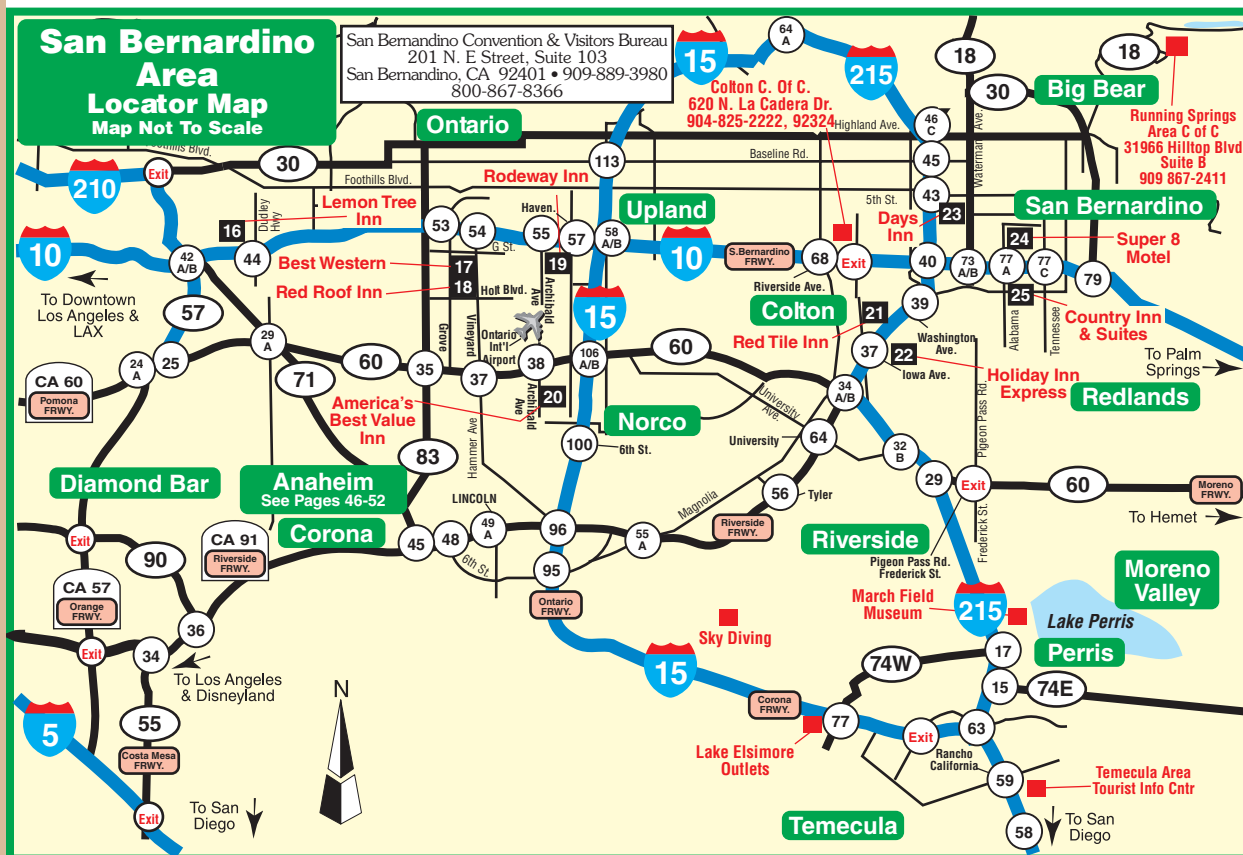 San Bernardino
Area
Locator Map
Map Not To Scale
San Bernandino Convention & Visitors Bureau
201 N. E Street, Suite 103
San Bernandino, CA 92401 • 909-889-3980
800-867-8366
15
64
A
215
18
18
30
Big Bear
Colton C. Of C.
620 N. La Cadera Dr.
904-825-2222, 92324
Running Springs
Area C of C
31966 Hilltop Blvd
Suite B
909 867-2411
Ontario
Highland Ave.
46
C
Waterman Ave.
Foothills Blvd.
30
113
Baseline Rd.
45
Exit
210
Foothills Blvd.
Rodeway Inn
43
5th St.
Dudley
Hwy
Lemon Tree
Inn
16
Haven.
Upland
Days
Inn
23
San Bernardino
53
54
55
57
58
A/B
G St.
10
42
A/B
44
10
S.Bernardino
FRWY.
68
Exit
40
73
A/B
77
A
77
C
24
Super 8
Motel
79
Best Western
17
19
Red Roof Inn
18
Holt Blvd.
Riverside Ave.
To Downtown
Los Angeles &
LAX
57
Archibald
Ave
15
Colton
21
39
25
Country Inn
& Suites
Grove
Vineyard
Ontario
Int'l
Airport
Red Tile Inn
Washington
Ave.
Alabama
Tennessee
29
A
24
A
25
60
35
37
38
106
A/B
60
37
22
Iowa Ave.
Holiday Inn
Express
To Palm
Springs
CA 60
Pomona
FRWY.
71
34
A/B
Redlands
America's
Best Value
Inn
20
Archibald
Ave
Norco
University
Ave.
Pigeon Pass Rd.
83
Hammer Ave
100
6th St.
University
64
32
B
Diamond Bar
Anaheim
See Pages 46-52
29
Exit
60
Moreno
FRWY.
To Hemet
LINCOLN
Magnolia
56
Tyler
Corona
45
48
49
A
96
55
A
Riverside
FRWY.
Riverside
Frederick St.
Exit
90
CA 91
Riverside
FRWY.
6th St.
95
Pigeon Pass Rd.
Frederick St.
Moreno
Valley
CA 57
Orange
FRWY.
Ontario
FRWY.
March Field
Museum
215
Lake Perris
36
Sky Diving
Exit
34
74W
17
Perris
To Los Angeles
& Disneyland
15
15
74E
N
5
55
Corona
FRWY.
77
Exit
63
Costa Mesa
FRWY.
Lake Elsimore
Outlets
Rancho
California
59
Temecula Area
Tourist Info Cntr
To San
Diego
Exit
Temecula
58
To San
Diego